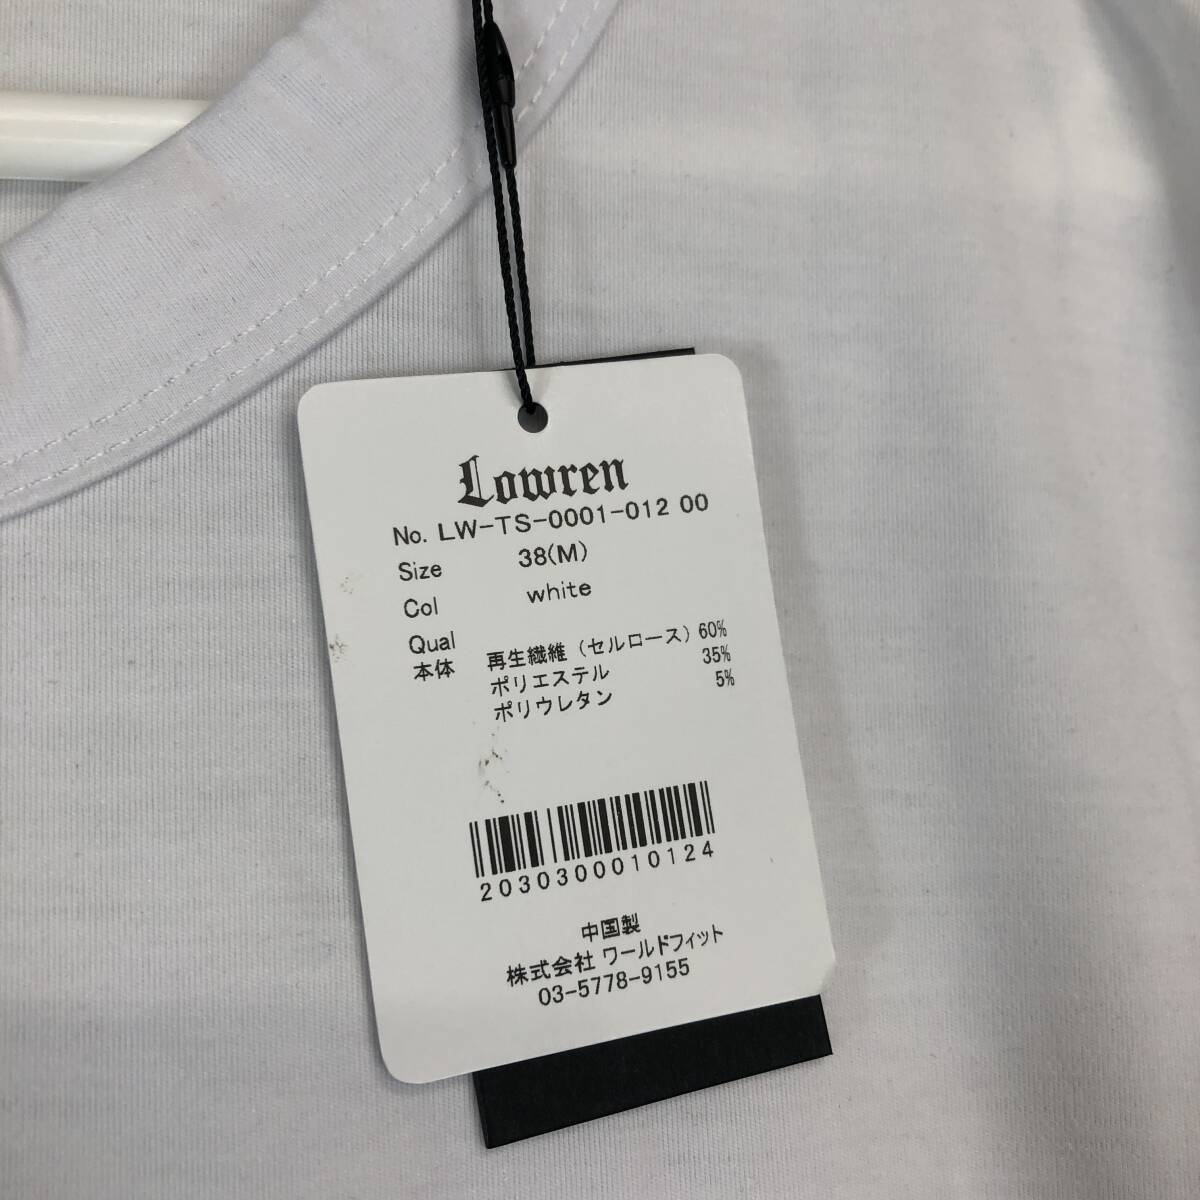 Lowren
No. LW-TS-0001-012 00
Size 38(M)
Col white
Qual
本体 再生繊維（セルロース）60%
ポリエステル 35%
ポリウレタン 5%
2030300010124
中国製
株式会社 ワールドフィット
03-5778-9155